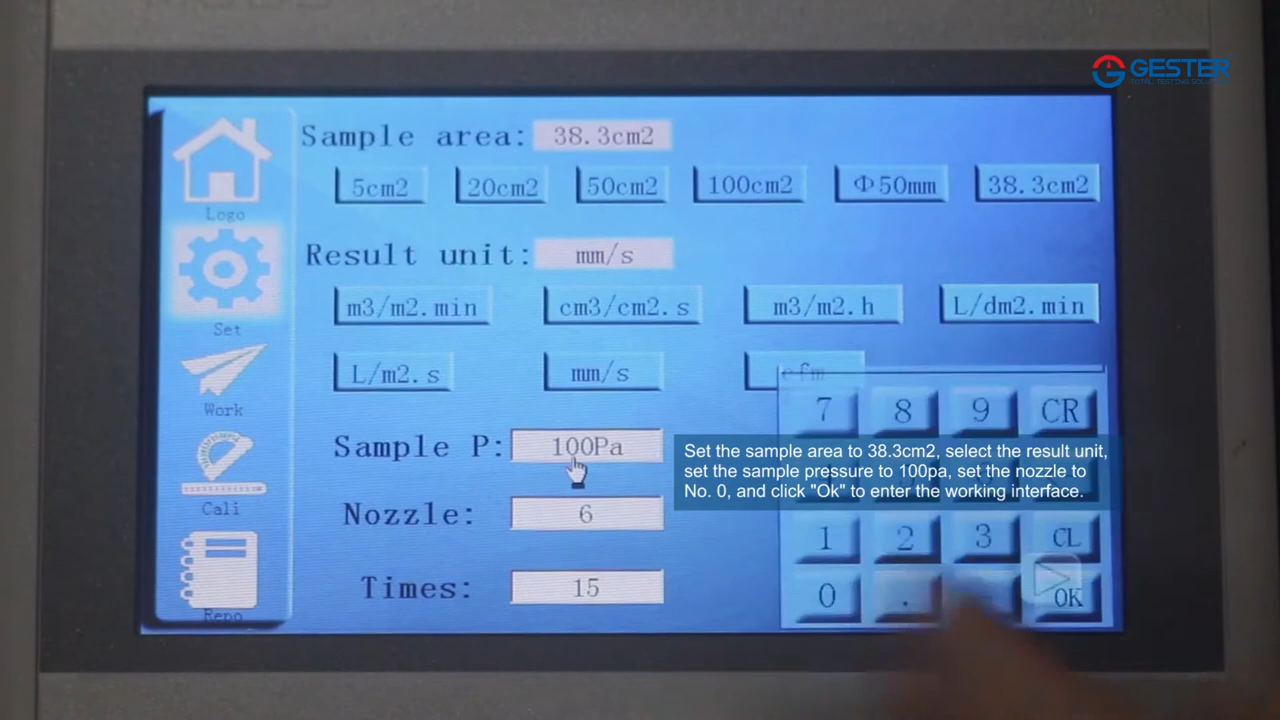 GESTER
Sample area: 38.3cm2
5cm2 20cm2 50cm2 100cm2 Φ50mm 38.3cm2
Logo
Result unit: mm/s
m3/m2.min cm3/cm2.s m3/m2.h L/dm2.min
Set
L/m2.s mm/s cfm
Work
7 8 9 CR
Sample P: 100Pa
Set the sample area to 38.3cm2, select the result unit,
set the sample pressure to 100pa, set the nozzle to
No. 0, and click "Ok" to enter the working interface.
Cali
Nozzle: 6
1 2 3 CL
Times: 15
0 . OK
Repo